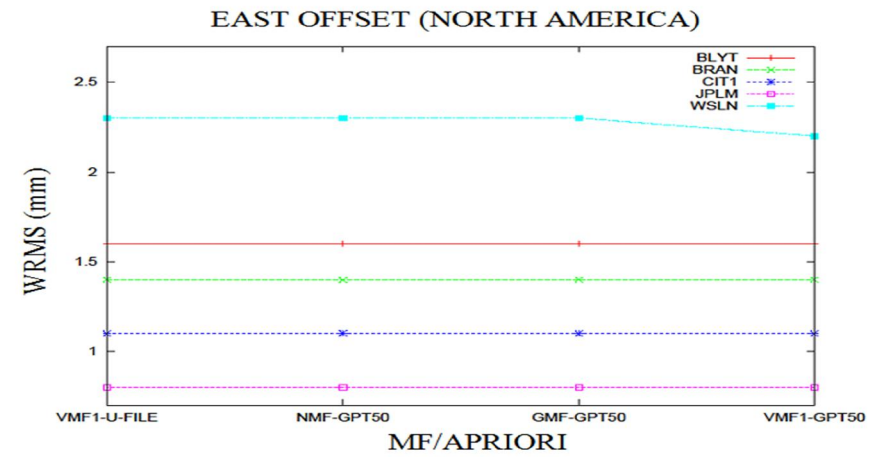 EAST OFFSET (NORTH AMERICA)
BLYT
BRAN
CIT1
JPLM
WSLN
2.5
2
1.5
1
WRMS (mm)
VMF1-U-FILE NMF-GPT50 GMF-GPT50 VMF1-GPT50
MF/APRIORI